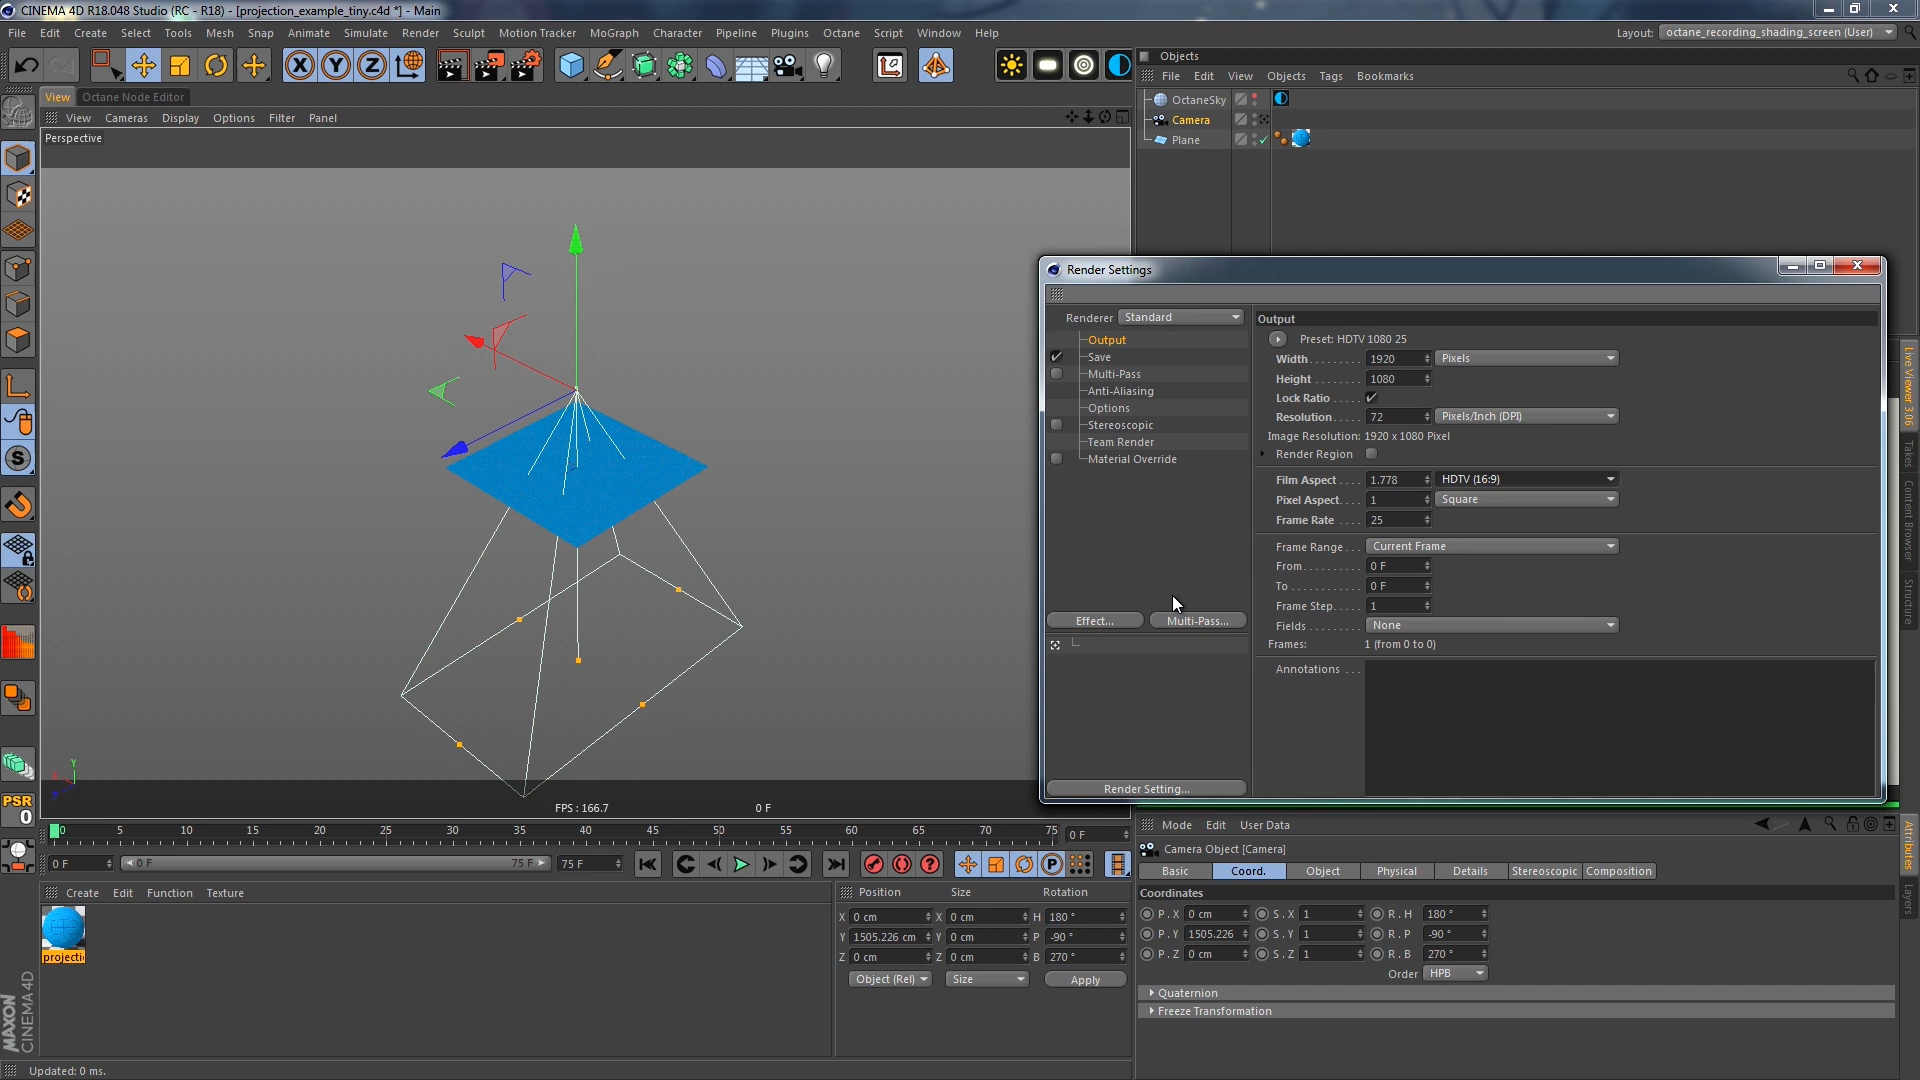 CINEMA 4D R18.048 Studio (RC - R18) - [projection_example_tiny.c4d *] - Main
File Edit Create Select Tools Mesh Snap Animate Simulate Render Sculpt Motion Tracker MoGraph Character Pipeline Plugins Octane Script Window Help
Layout: octane_recording_shading_screen (User)
View Octane Node Editor
View Cameras Display Options Filter Panel
Perspective
Objects
File Edit View Objects Tags Bookmarks
OctaneSky
Camera
Plane
Render Settings
Renderer Standard
Output
Save
Multi-Pass
Anti-Aliasing
Options
Stereoscopic
Team Render
Material Override
Effect... Multi-Pass...
Render Setting...
Output
Preset: HDTV 1080 25
Width 1920 Pixels
Height 1080
Lock Ratio
Resolution 72 Pixels/Inch (DPI)
Image Resolution: 1920 x 1080 Pixel
Render Region
Film Aspect 1.778 HDTV (16:9)
Pixel Aspect 1 Square
Frame Rate 25
Frame Range Current Frame
From 0 F
To 0 F
Frame Step 1
Fields None
Frames: 1 (from 0 to 0)
Annotations
Live Viewer 3.06
Takes
Content Browser
Structure
FPS : 166.7 0 F
0 5 10 15 20 25 30 35 40 45 50 55 60 65 70 75 0 F
0 F 0 F 75 F 75 F
PSR
0
Create Edit Function Texture
projecti
Position Size Rotation
X 0 cm X 0 cm H 180 °
Y 1505.226 cm Y 0 cm P -90 °
Z 0 cm Z 0 cm B 270 °
Object (Rel) Size Apply
Mode Edit User Data
Camera Object [Camera]
Basic Coord. Object Physical Details Stereoscopic Composition
Coordinates
P . X 0 cm S . X 1 R . H 180 °
P . Y 1505.226 S . Y 1 R . P -90 °
P . Z 0 cm S . Z 1 R . B 270 °
Order HPB
Quaternion
Freeze Transformation
Attributes
Layers
MAXON
CINEMA 4D
Updated: 0 ms.